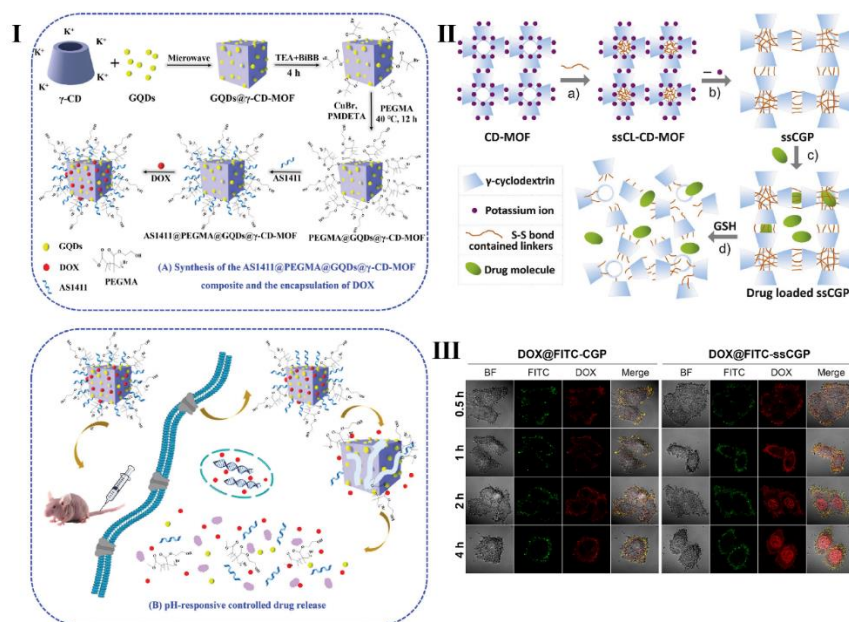 I
K+
K+
K+
K+
K+
γ-CD
+
GQDs
Microwave
GQDs@γ-CD-MOF
TEA+BiBB
4 h
CuBr,
PMDETA
PEGMA
40 °C, 12 h
DOX
AS1411
AS1411@PEGMA@GQDs@γ-CD-MOF
PEGMA@GQDs@γ-CD-MOF
GQDs
DOX
AS1411
PEGMA
(A) Synthesis of the AS1411@PEGMA@GQDs@γ-CD-MOF
composite and the encapsulation of DOX
(B) pH-responsive controlled drug release
II
CD-MOF
a)
ssCL-CD-MOF
b)
ssCGP
c)
γ-cyclodextrin
Potassium ion
S-S bond
contained linkers
Drug molecule
GSH
d)
Drug loaded ssCGP
III
DOX@FITC-CGP
DOX@FITC-ssCGP
BF FITC DOX Merge BF FITC DOX Merge
0.5 h
1 h
2 h
4 h